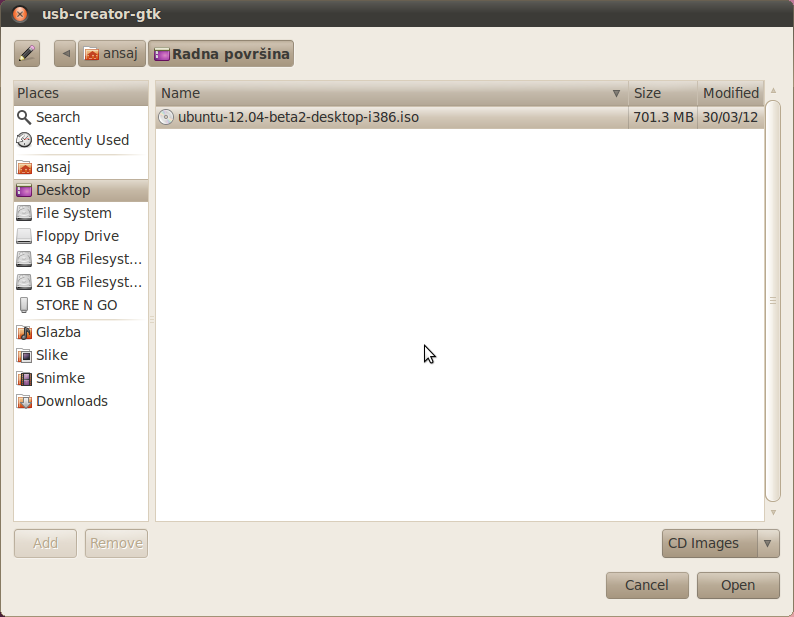 usb-creator-gtk
ansaj Radna površina
Places
Search
Recently Used
ansaj
Desktop
File System
Floppy Drive
34 GB Filesyst...
21 GB Filesyst...
STORE N GO
Glazba
Slike
Snimke
Downloads
Name Size Modified
ubuntu-12.04-beta2-desktop-i386.iso 701.3 MB 30/03/12
Add Remove
CD Images
Cancel Open